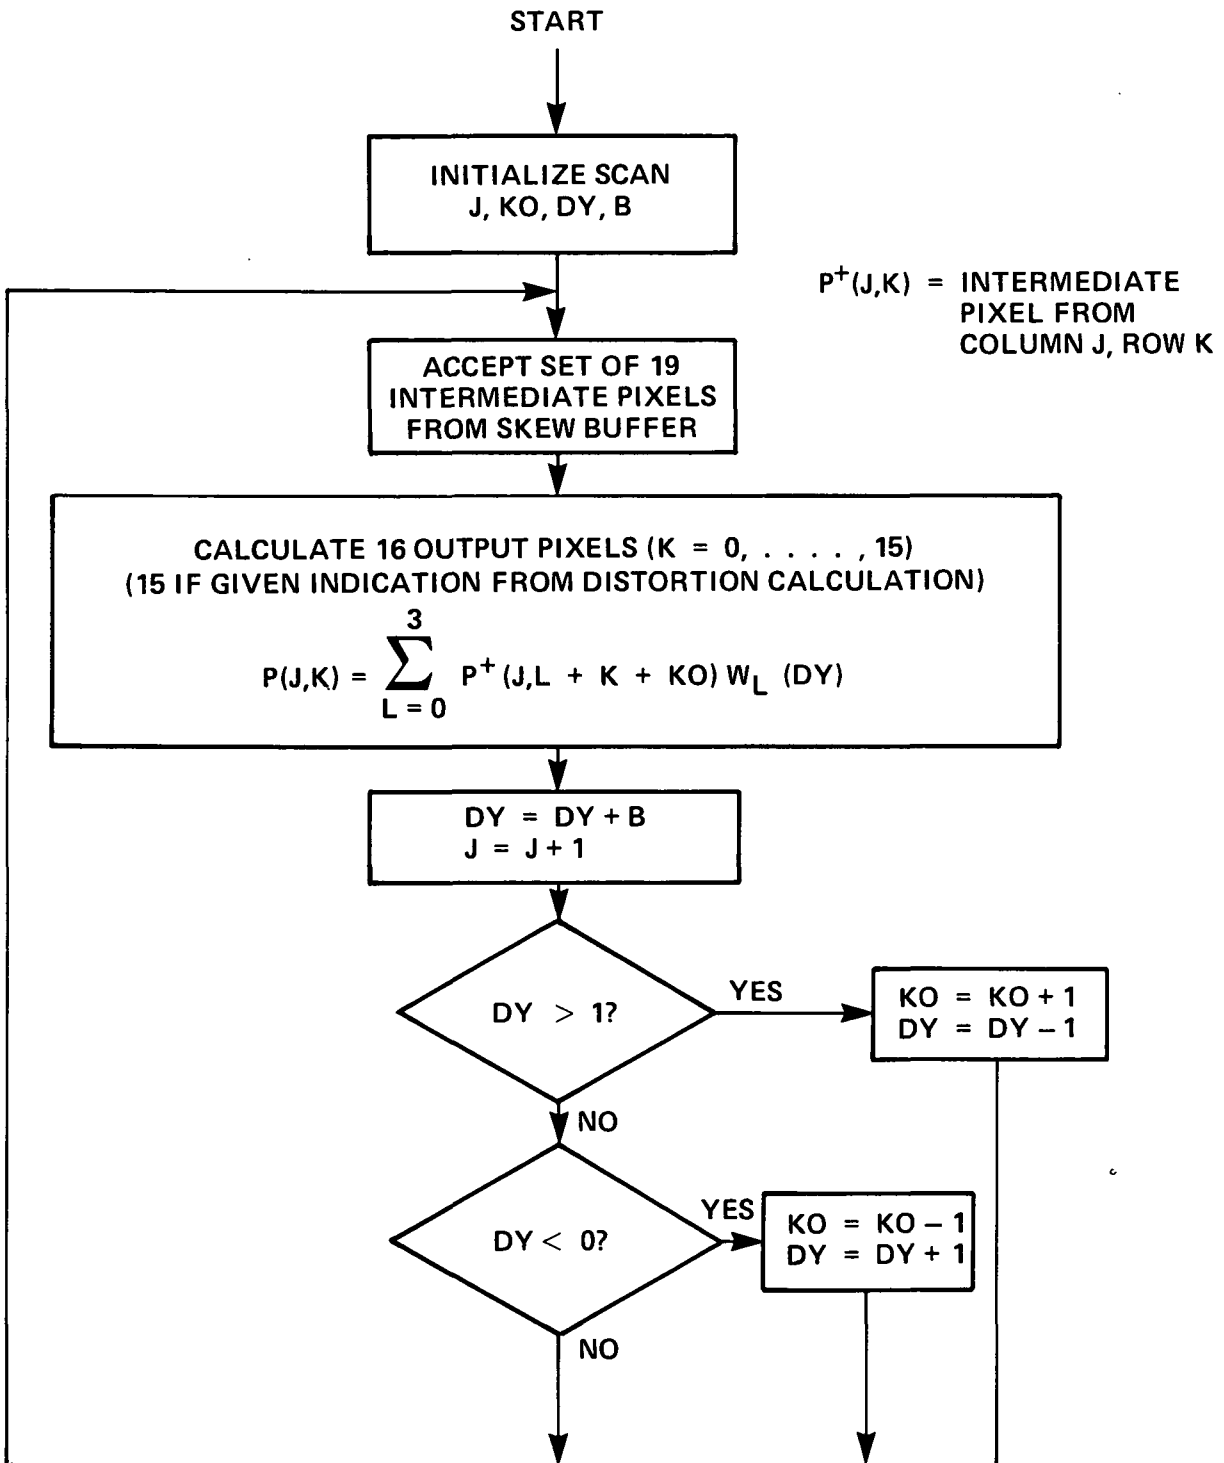 START
INITIALIZE SCAN
J, KO, DY, B
P+(J,K) = INTERMEDIATE
PIXEL FROM
COLUMN J, ROW K
ACCEPT SET OF 19
INTERMEDIATE PIXELS
FROM SKEW BUFFER
CALCULATE 16 OUTPUT PIXELS (K = 0, . . . . , 15)
(15 IF GIVEN INDICATION FROM DISTORTION CALCULATION)
3
P(J,K) = ∑ P+ (J,L + K + KO) W_L (DY)
L = 0
DY = DY + B
J = J + 1
DY > 1?
YES
KO = KO + 1
DY = DY – 1
NO
DY < 0?
YES
KO = KO – 1
DY = DY + 1
NO